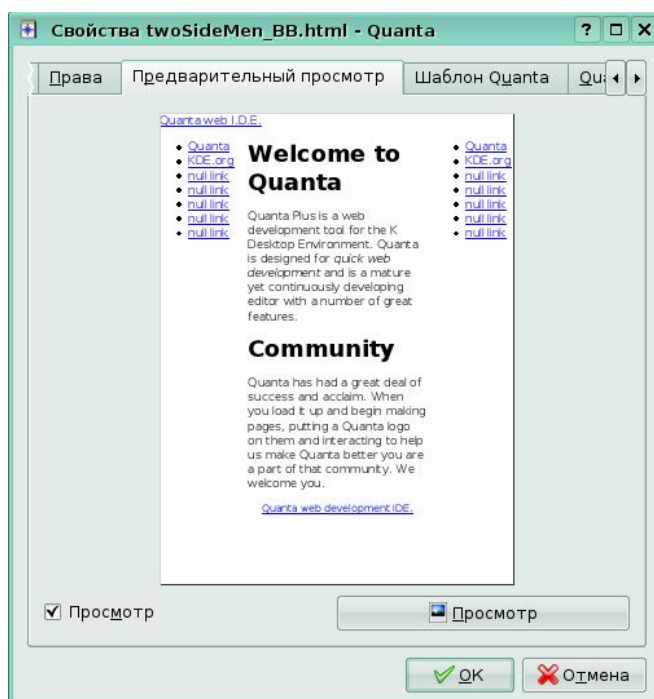 Свойства twoSideMen_BB.html - Quanta
Права
Предварительный просмотр
Шаблон Quanta
Qua
Quanta web I.D.E.
Quanta
KDE.org
null link
null link
null link
null link
null link
Welcome to
Quanta
Quanta Plus is a web
development tool for the K
Desktop Environment. Quanta
is designed for quick web
development and is a mature
yet continuously developing
editor with a number of great
features.
Community
Quanta has had a great deal of
success and acclaim. When
you load it up and begin making
pages, putting a Quanta logo
on them and interacting to help
us make Quanta better you are
a part of that community. We
welcome you.
Quanta web development IDE.
Quanta
KDE.org
null link
null link
null link
null link
null link
Просмотр
Просмотр
OK
Отмена